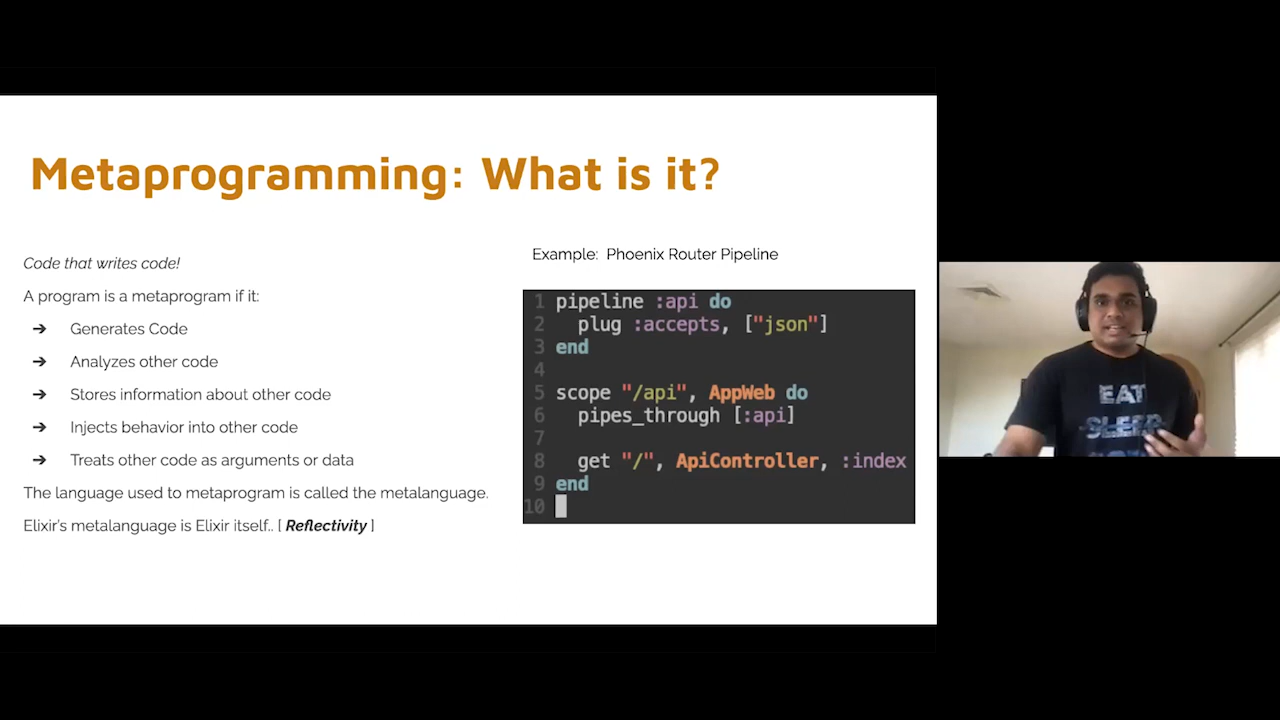 Metaprogramming: What is it?
Code that writes code!
A program is a metaprogram if it:
➔ Generates Code
➔ Analyzes other code
➔ Stores information about other code
➔ Injects behavior into other code
➔ Treats other code as arguments or data
The language used to metaprogram is called the metalanguage.
Elixir's metalanguage is Elixir itself.. [ Reflectivity ]
Example: Phoenix Router Pipeline
1 pipeline :api do
2 plug :accepts, ["json"]
3 end
4
5 scope "/api", AppWeb do
6 pipes_through [:api]
7
8 get "/", ApiController, :index
9 end
10
EAT
SLEEP